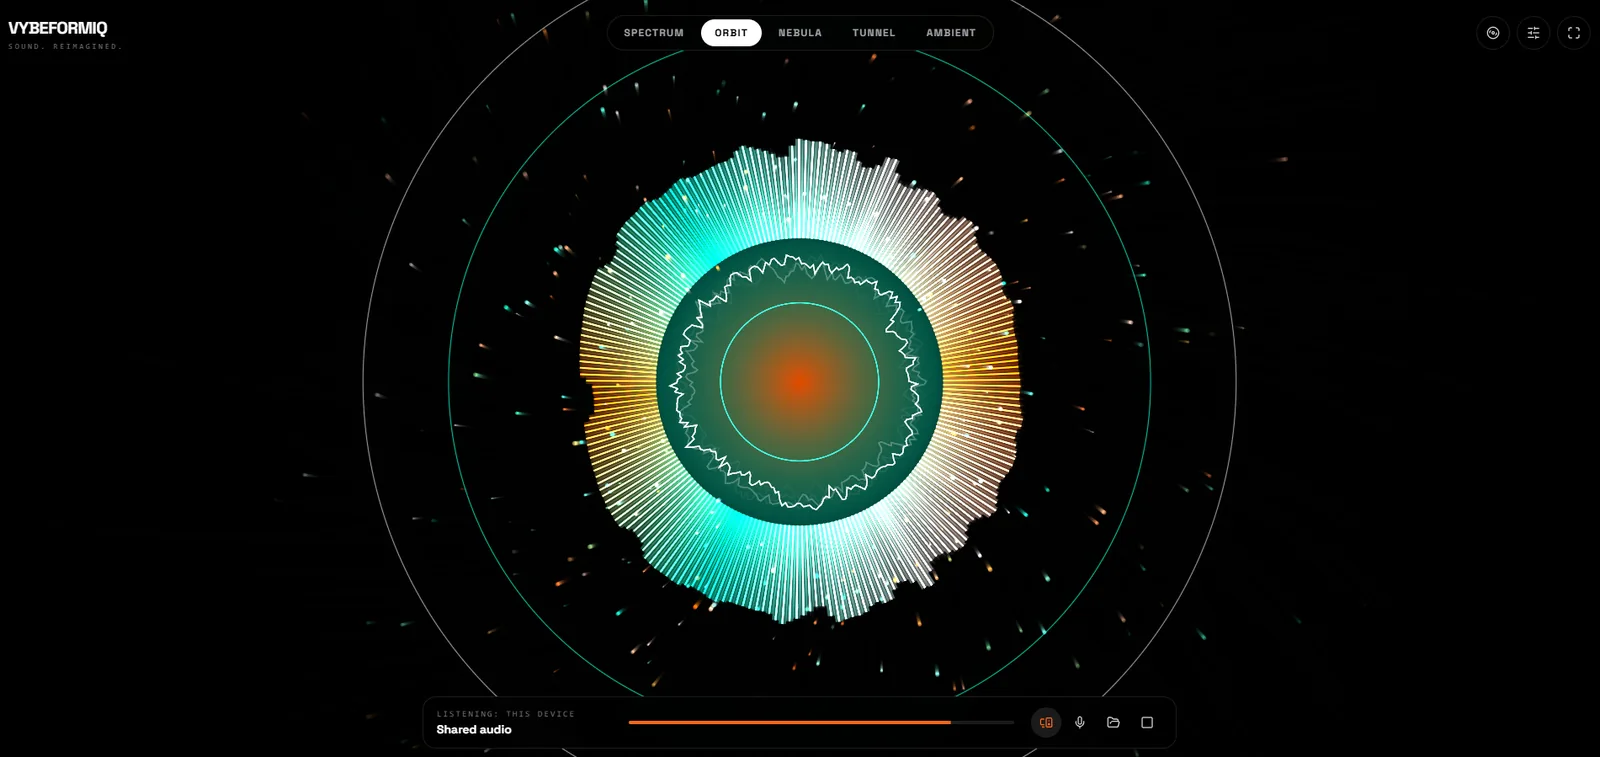 VYBEFORMIQ
SOUND. REIMAGINED.
SPECTRUM
ORBIT
NEBULA
TUNNEL
AMBIENT
LISTENING: THIS DEVICE
Shared audio